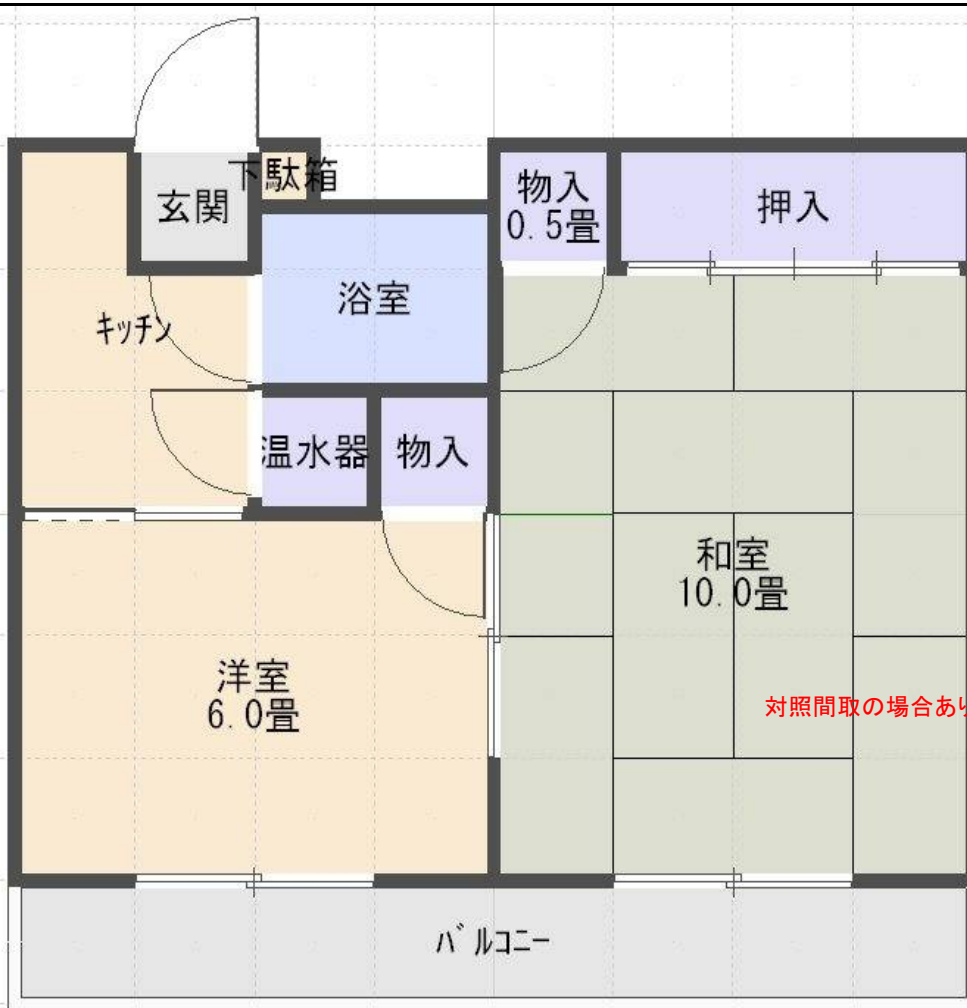 下駄箱
玄関
物入
0.5畳
押入
浴室
キッチン
温水器
物入
和室
10.0畳
洋室
6.0畳
対照間取の場合あり
バルコニー